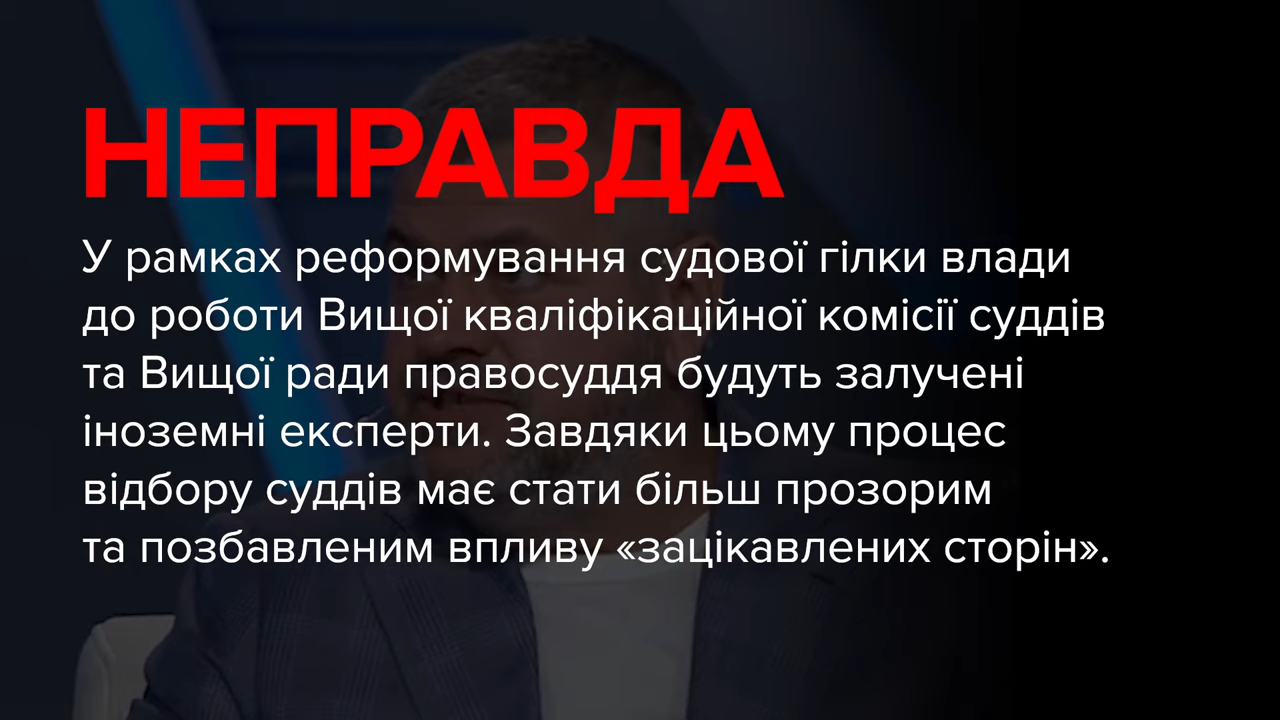 НЕПРАВДА
У рамках реформування судової гілки влади
до роботи Вищої кваліфікаційної комісії суддів
та Вищої ради правосуддя будуть залучені
іноземні експерти. Завдяки цьому процес
відбору суддів має стати більш прозорим
та позбавленим впливу «зацікавлених сторін».